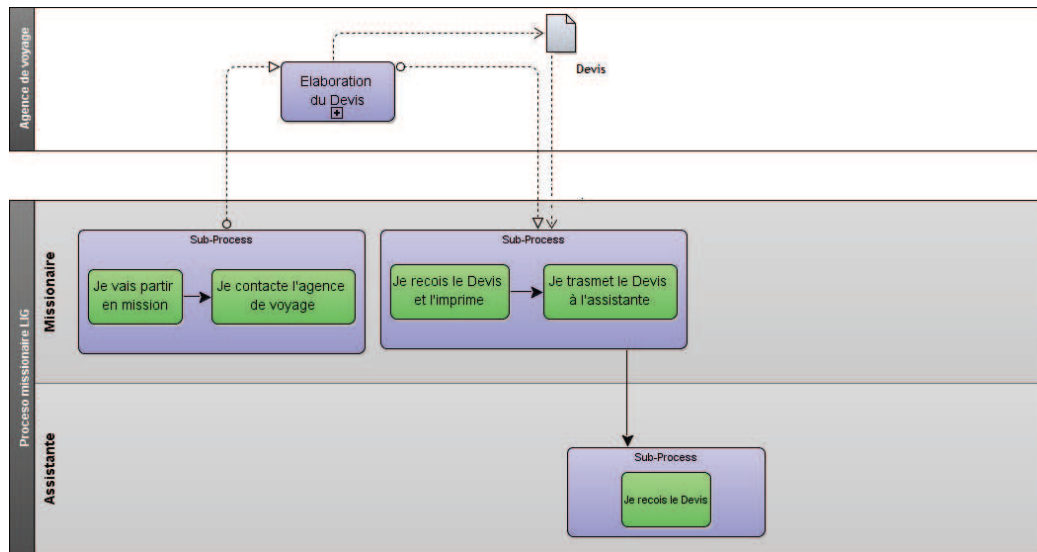 Agence de voyage
Elaboration
du Devis
Devis
Proceso missionaire LIG
Missionaire
Sub-Process
Je vais partir
en mission
Je contacte l'agence
de voyage
Sub-Process
Je recois le Devis
et l'imprime
Je trasmet le Devis
à l'assistante
Assistante
Sub-Process
Je recois le Devis